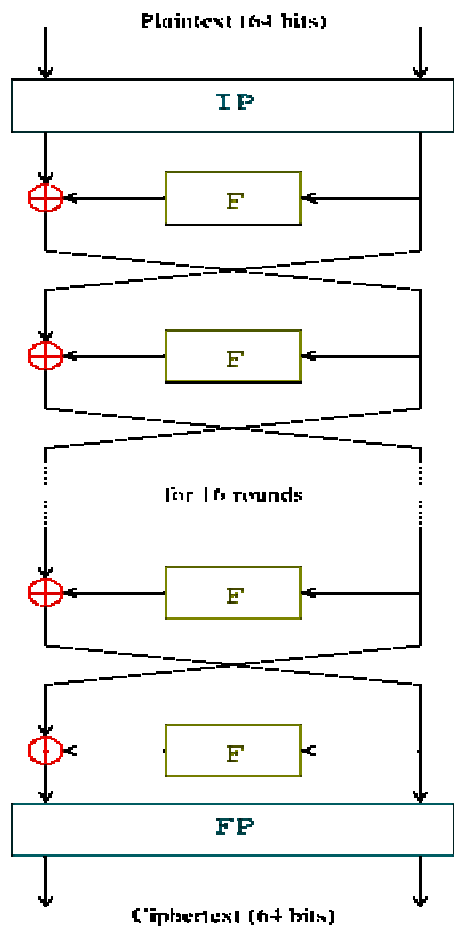 Plaintext (64 bits)
IP
F
F
for 16 rounds
F
F
FP
Ciphertext (64 bits)